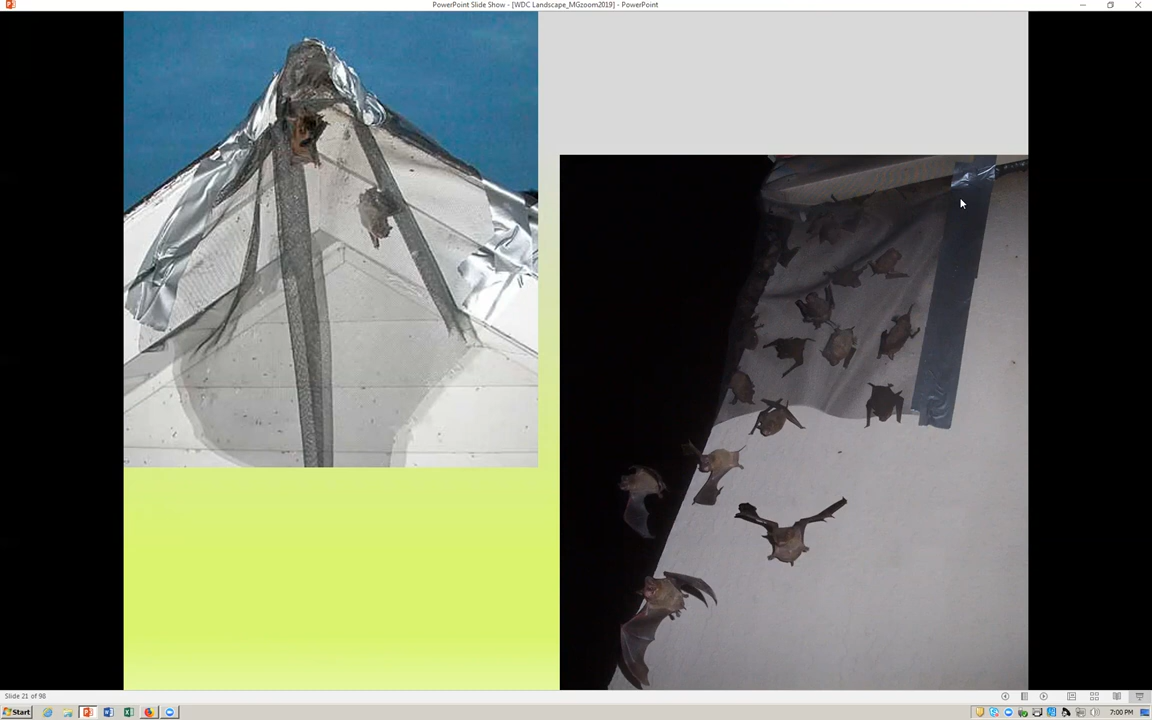 PowerPoint Slide Show - [WDC Landscape_MGzoom2019] - PowerPoint
Slide 21 of 98
Start
7:00 PM